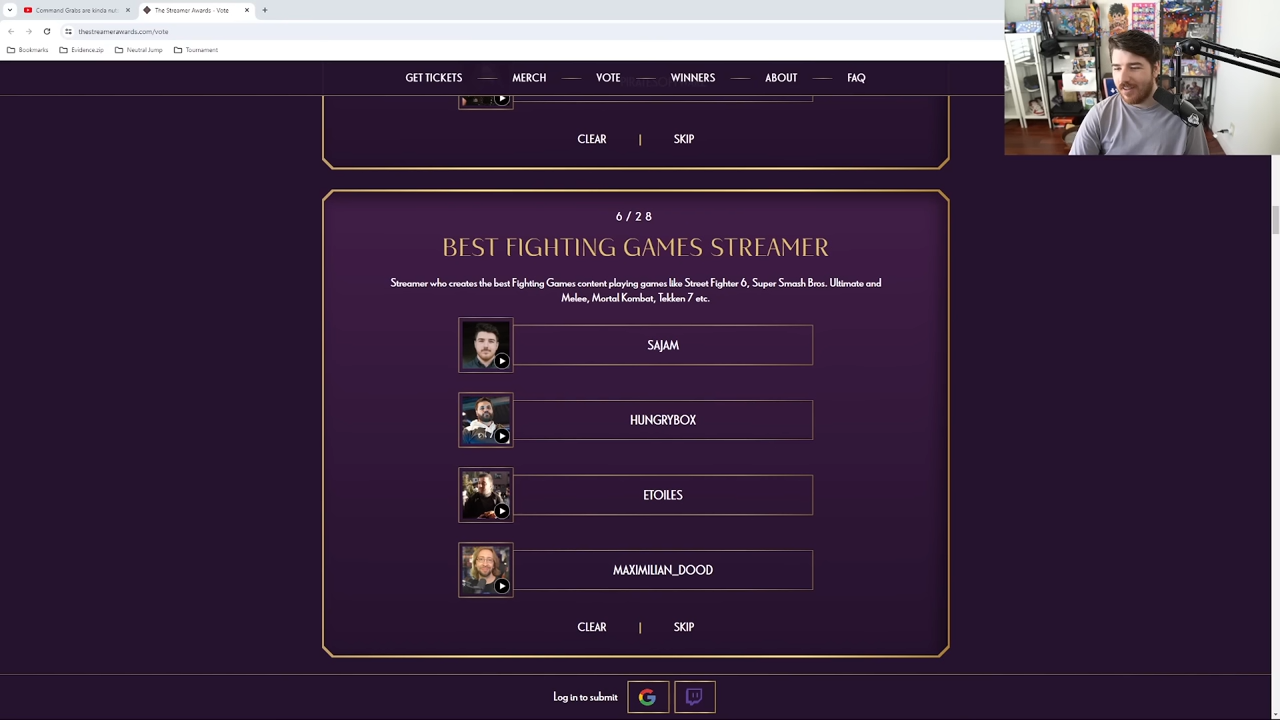 Command Grabs are kinda nut
The Streamer Awards - Vote
thestreamerawards.com/vote
Bookmarks
Evidence.zip
Neutral Jump
Tournament
GET TICKETS
MERCH
VOTE
WINNERS
ABOUT
FAQ
CLEAR | SKIP
6/28
BEST FIGHTING GAMES STREAMER
Streamer who creates the best Fighting Games content playing games like Street Fighter 6, Super Smash Bros. Ultimate and
Melee, Mortal Kombat, Tekken 7 etc.
SAJAM
HUNGRYBOX
ETOILES
MAXIMILIAN_DOOD
CLEAR | SKIP
Log in to submit